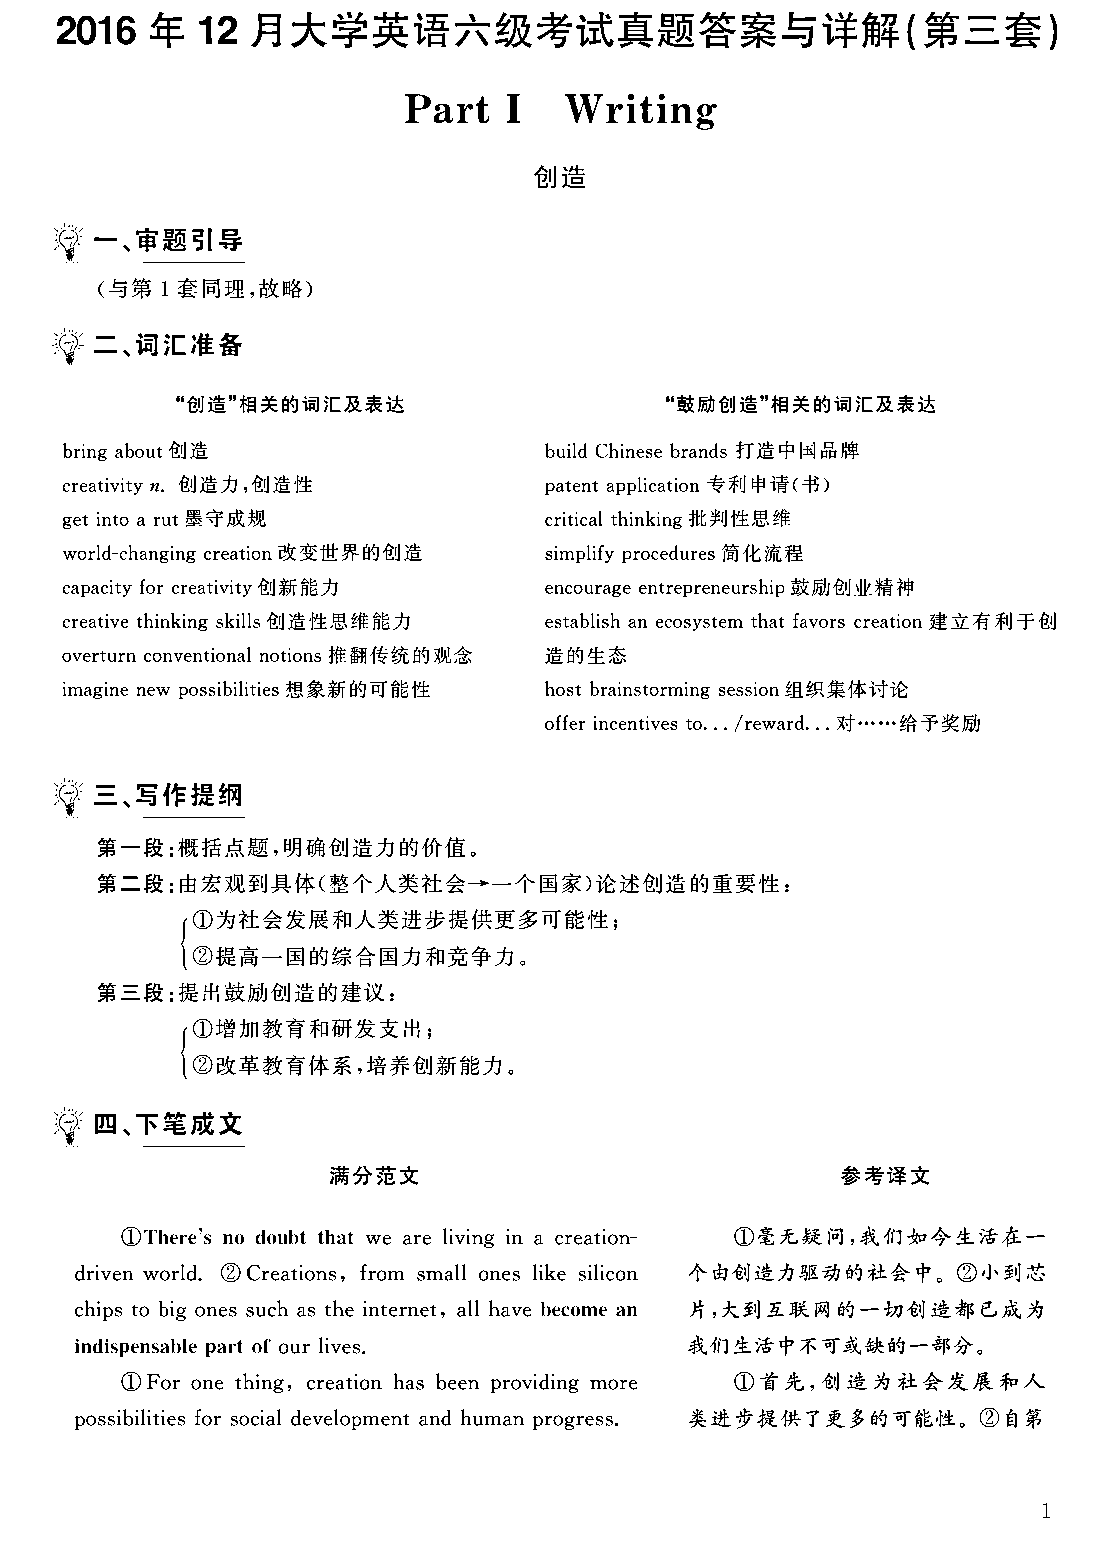 2016 年 12 月大学英语六级考试真题答案与详解(第三套)
Part I Writing
创造
一、审题引导
(与第 1 套同理,故略)
二、词汇准备
“创造”相关的词汇及表达
bring about 创造
creativity n. 创造力,创造性
get into a rut 墨守成规
world-changing creation 改变世界的创造
capacity for creativity 创新能力
creative thinking skills 创造性思维能力
overturn conventional notions 推翻传统的观念
imagine new possibilities 想象新的可能性
“鼓励创造”相关的词汇及表达
build Chinese brands 打造中国品牌
patent application 专利申请(书)
critical thinking 批判性思维
simplify procedures 简化流程
encourage entrepreneurship 鼓励创业精神
establish an ecosystem that favors creation 建立有利于创
造的生态
host brainstorming session 组织集体讨论
offer incentives to.../reward... 对……给予奖励
三、写作提纲
第一段:概括点题,明确创造力的价值。
第二段:由宏观到具体(整个人类社会→一个国家)论述创造的重要性:
①为社会发展和人类进步提供更多可能性;
②提高一国的综合国力和竞争力。
第三段:提出鼓励创造的建议:
①增加教育和研发支出;
②改革教育体系,培养创新能力。
四、下笔成文
满分范文
①There's no doubt that we are living in a creation-
driven world. ②Creations, from small ones like silicon
chips to big ones such as the internet, all have become an
indispensable part of our lives.
①For one thing, creation has been providing more
possibilities for social development and human progress.
参考译文
①毫无疑问,我们如今生活在一
个由创造力驱动的社会中。②小到芯
片,大到互联网的一切创造都已成为
我们生活中不可或缺的一部分。
①首先,创造为社会发展和人
类进步提供了更多的可能性。②自第
1